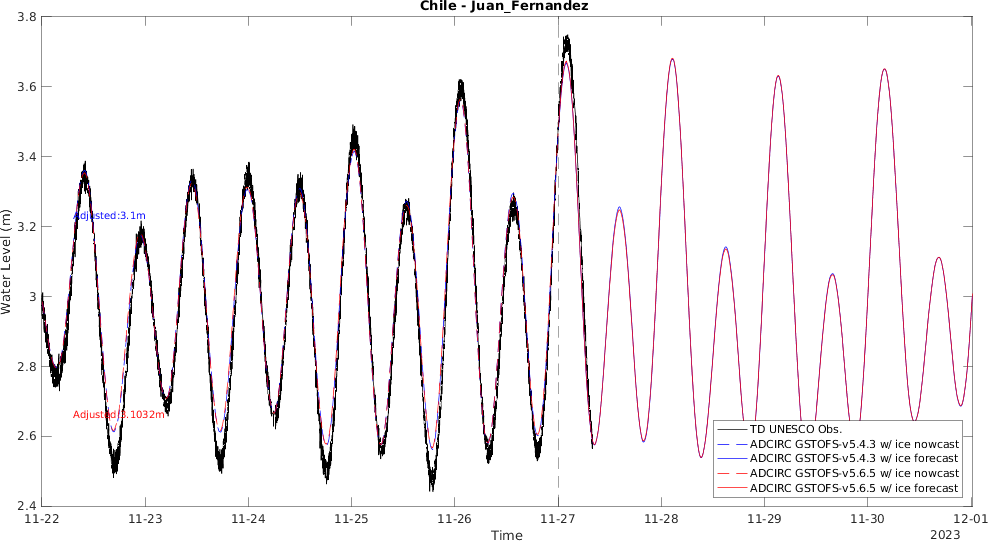 Chile - Juan_Fernandez
Water Level (m)
3.8
3.6
3.4
3.2
3
2.8
2.6
2.4
Adjusted:3.1m
Adjusted:3.1032m
TD UNESCO Obs.
ADCIRC GSTOFS-v5.4.3 w/ ice nowcast
ADCIRC GSTOFS-v5.4.3 w/ ice forecast
ADCIRC GSTOFS-v5.6.5 w/ ice nowcast
ADCIRC GSTOFS-v5.6.5 w/ ice forecast
11-22 11-23 11-24 11-25 11-26 11-27 11-28 11-29 11-30 12-01
Time
2023